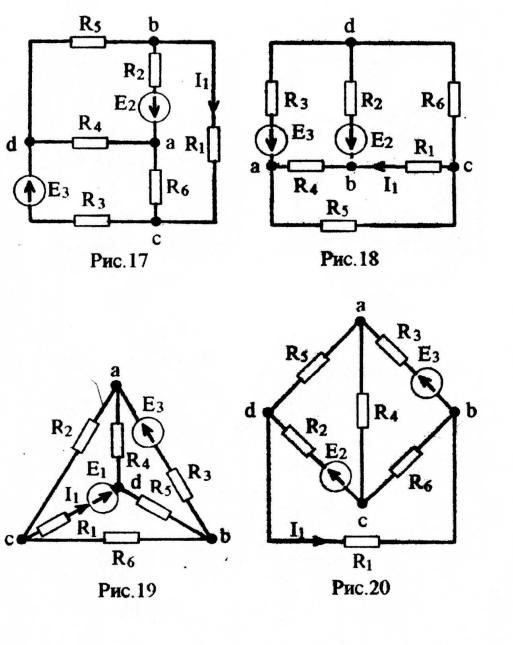 R5
b
R2
I1
E2
d
R4
a
R1
E3
R6
R3
c
Рис.17
d
R3
R2
R6
E3
E2
a
R4
b
I1
R1
c
R5
Рис.18
a
R2
E3
R4
E1
d
R5
R3
I1
c
R1
b
R6
Рис.19
a
R5
R3
E3
d
R2
R4
b
E2
R6
c
I1
R1
Рис.20